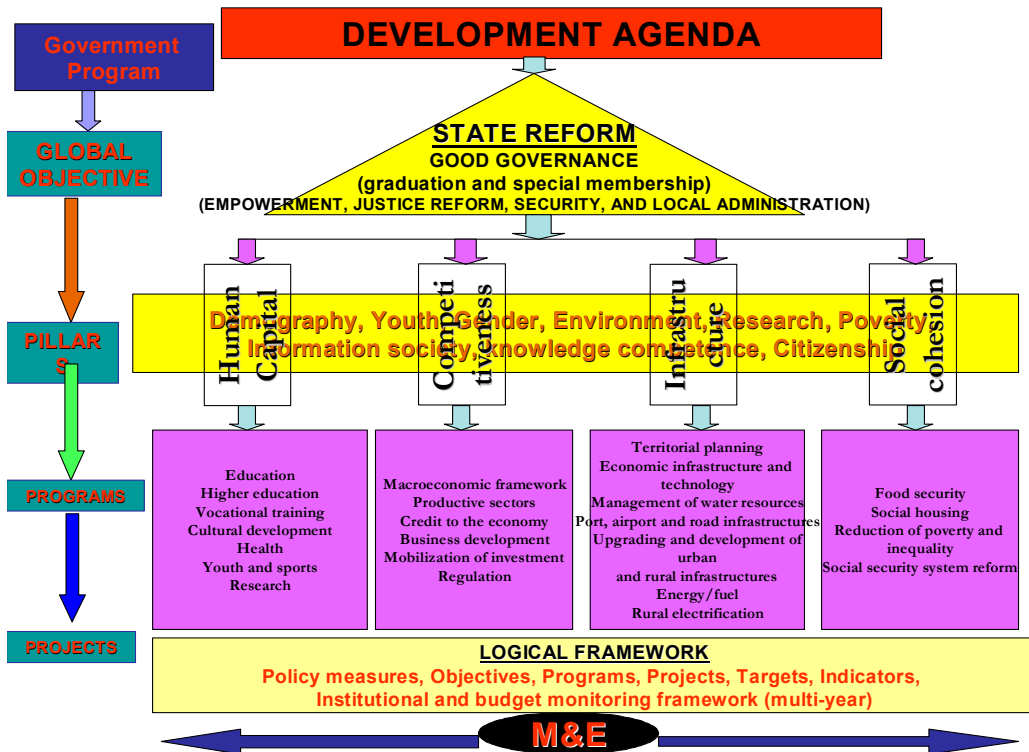 Government
Program
DEVELOPMENT AGENDA
GLOBAL
OBJECTIVE
STATE REFORM
GOOD GOVERNANCE
(graduation and special membership)
(EMPOWERMENT, JUSTICE REFORM, SECURITY, AND LOCAL ADMINISTRATION)
PILLAR
S
Human
Capital
Competi
tiveness
Infrastru
cture
Social
cohesion
Demography, Youth, Gender, Environment, Research, Poverty,
Information society, knowledge competence, Citizenship
PROGRAMS
Education
Higher education
Vocational training
Cultural development
Health
Youth and sports
Research
Macroeconomic framework
Productive sectors
Credit to the economy
Business development
Mobilization of investment
Regulation
Territorial planning
Economic infrastructure and
technology
Management of water resources
Port, airport and road infrastructures
Upgrading and development of
urban
and rural infrastructures
Energy/fuel
Rural electrification
Food security
Social housing
Reduction of poverty and
inequality
Social security system reform
PROJECTS
LOGICAL FRAMEWORK
Policy measures, Objectives, Programs, Projects, Targets, Indicators,
Institutional and budget monitoring framework (multi-year)
M&E